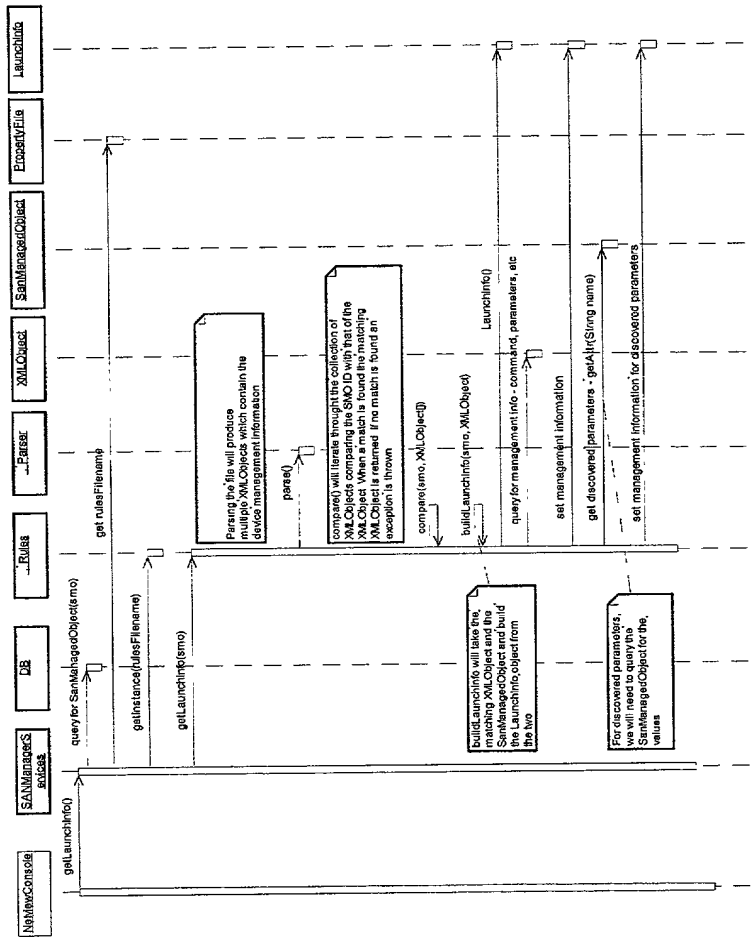 NetViewConsole
SANManagerS
ervices
DB
Rules
Parser
XMLObject
SanManagedObject
PropertyFile
LaunchInfo
getLaunchInfo()
query for SanManagedObject(smo)
get rulesFilename
getInstance(rulesFilename)
getLaunchInfo(smo)
Parsing the file will produce
multiple XMLObjects which contain the
device management information
parse()
compare() will iterate throught the collection of
XMLObjects comparing the SMO ID with that of the
XMLObject When a match is found the matching
XMLObject is returned If no match is found an
exception is thrown
compare(smo, XMLObject[])
buildLaunchInfo(smo, XMLObject)
LaunchInfo()
buildLaunchInfo will take the
matching XMLObject and the
SanManagedObject and build
the LaunchInfo object from
the two
query for management info - command, parameters, etc
set management information
get discovered parameters - getAttr(String name)
set management information for discovered parameters
For discovered parameters,
we will need to query the
SanManagedObject for the
values